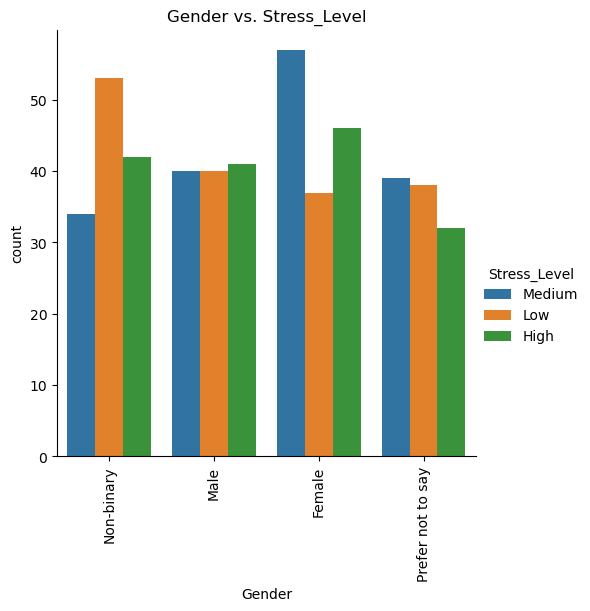 Gender vs. Stress_Level
50
40
30
20
10
0
count
Non-binary
Male
Female
Prefer not to say
Gender
Stress_Level
Medium
Low
High